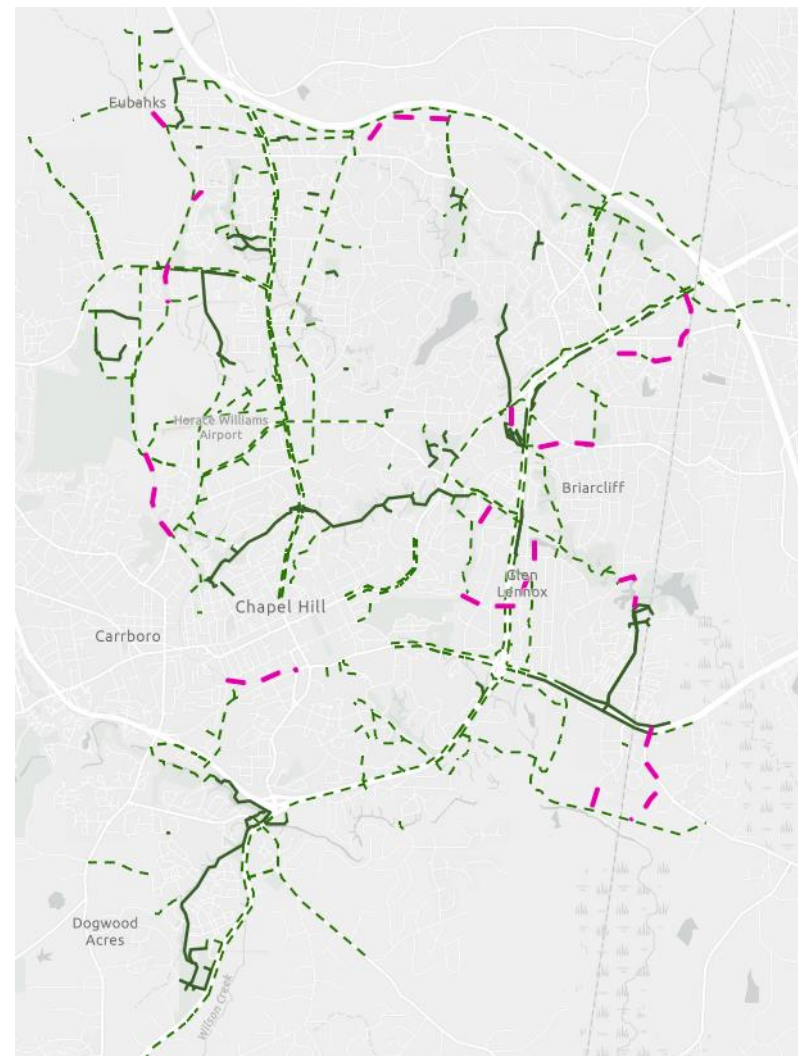 Eubanks
Horace Williams
Airport
Briarcliff
Glen
Lennox
Chapel Hill
Carrboro
Dogwood
Acres
Wilson Creek